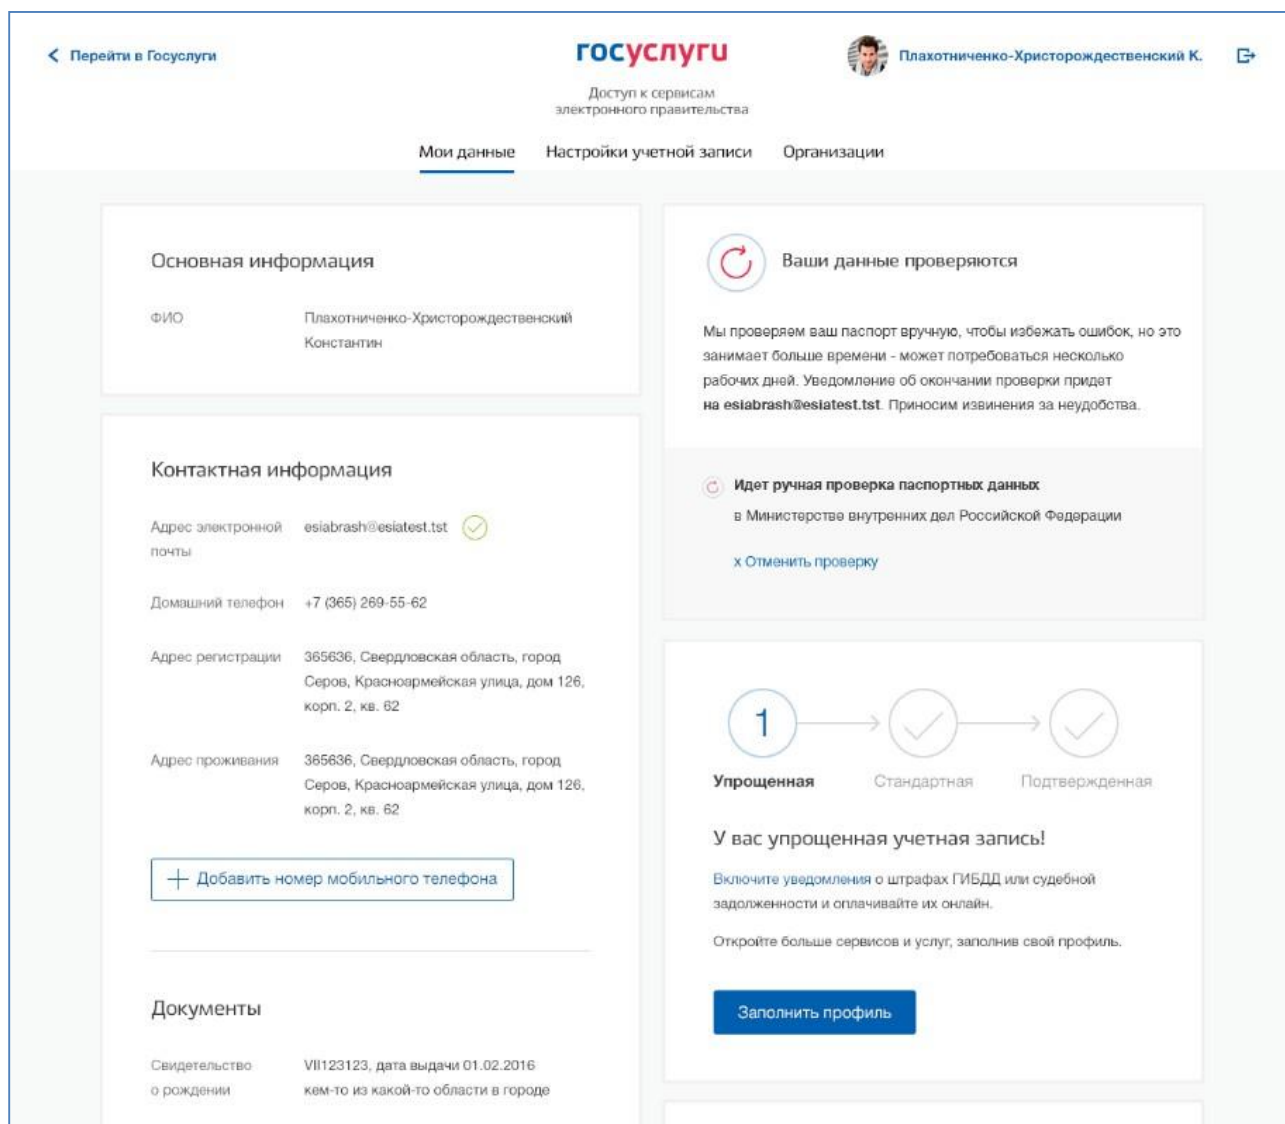 Перейти в Госуслуги
госуслуги
Плахотниченко-Христорождественский К.
Доступ к сервисам
электронного правительства
Мои данные
Настройки учетной записи
Организации
Основная информация
ФИО
Плахотниченко-Христорождественский
Константин
Контактная информация
Адрес электронной
почты
esiabrash@esiatest.tst
Домашний телефон
+7 (365) 269-55-62
Адрес регистрации
365636, Свердловская область, город
Серов, Красноармейская улица, дом 126,
корп. 2, кв. 62
Адрес проживания
365636, Свердловская область, город
Серов, Красноармейская улица, дом 126,
корп. 2, кв. 62
Добавить номер мобильного телефона
Документы
Свидетельство
о рождении
VII123123, дата выдачи 01.02.2016
кем-то из какой-то области в городе
Ваши данные проверяются
Мы проверяем ваш паспорт вручную, чтобы избежать ошибок, но это
занимает больше времени - может потребоваться несколько
рабочих дней. Уведомление об окончании проверки придет
на esiabrash@esiatest.tst. Приносим извинения за неудобства.
Идет ручная проверка паспортных данных
в Министерстве внутренних дел Российской Федерации
x Отменить проверку
1
Упрощенная
Стандартная
Подтвержденная
У вас упрощенная учетная запись!
Включите уведомления о штрафах ГИБДД или судебной
задолженности и оплачивайте их онлайн.
Откройте больше сервисов и услуг, заполнив свой профиль.
Заполнить профиль